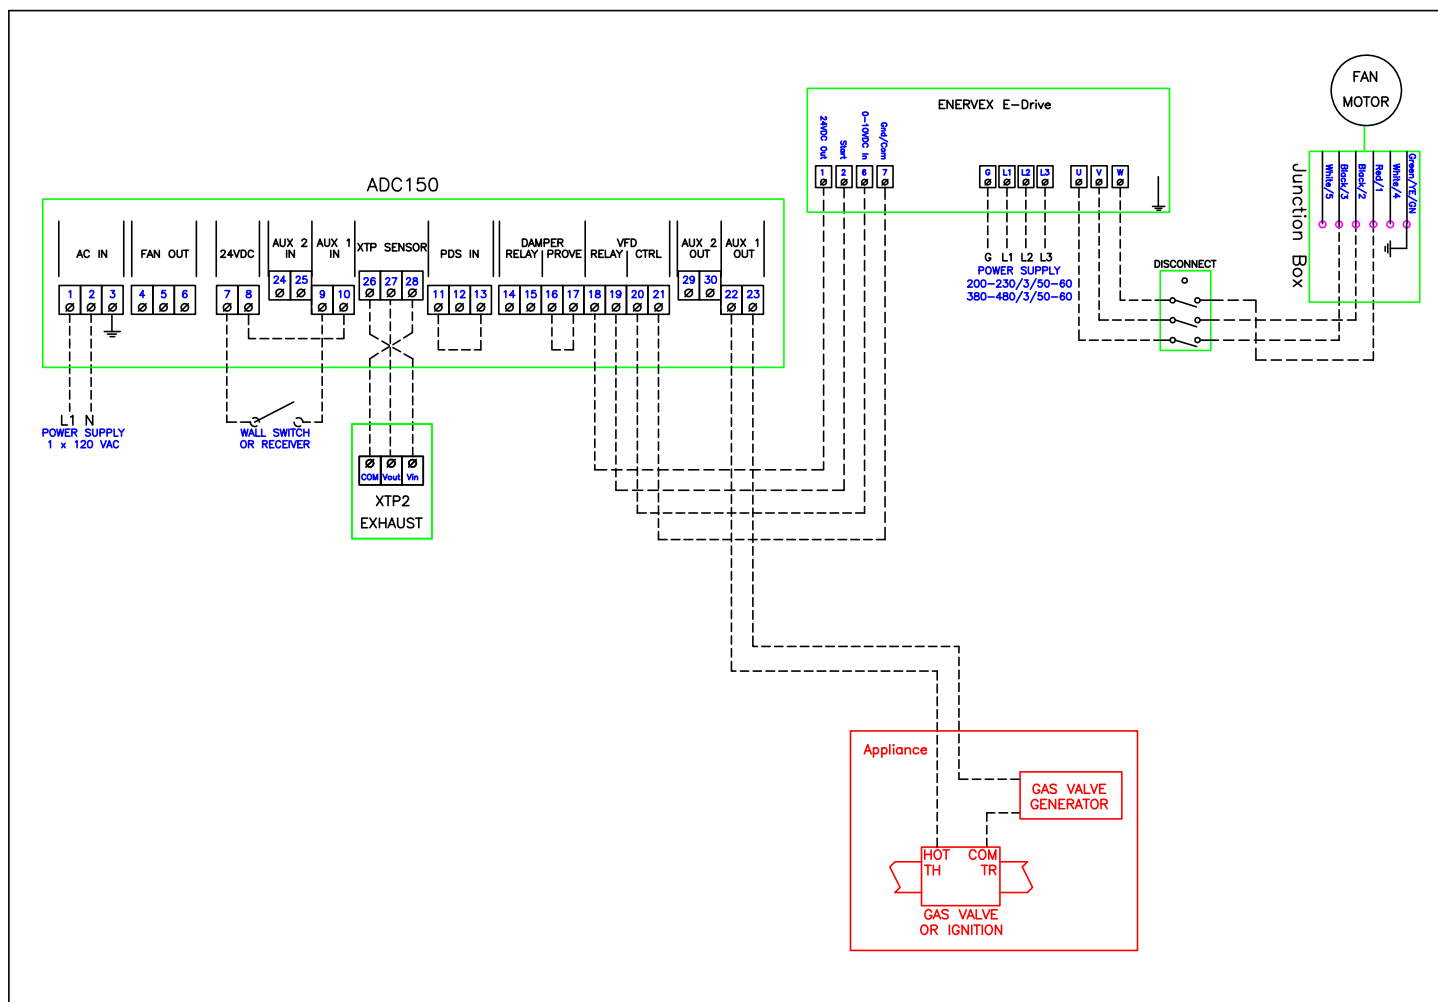 FAN
MOTOR
ENERVEX E-Drive
24VDC Out
Start
0-10VDC In
Gnd/Com
1
2
6
7
G
L1
L2
L3
U
V
W
Junction Box
White/5
Black/3
Black/2
Red/1
White/4
Green/YE/GN
G L1 L2 L3
POWER SUPPLY
200-230/3/50-60
380-480/3/50-60
DISCONNECT
ADC150
AC IN
FAN OUT
24VDC
AUX 2
IN
AUX 1
IN
XTP SENSOR
PDS IN
DAMPER
RELAY
PROVE
VFD
RELAY
CTRL
AUX 2
OUT
AUX 1
OUT
1 2 3
4 5 6
7 8
24 25
9 10
26 27 28
11 12 13
14 15 16 17
18 19 20 21
29 30
22 23
L1 N
POWER SUPPLY
1 x 120 VAC
WALL SWITCH
OR RECEIVER
COM Vout Vin
XTP2
EXHAUST
Appliance
GAS VALVE
GENERATOR
HOT COM
TH TR
GAS VALVE
OR IGNITION